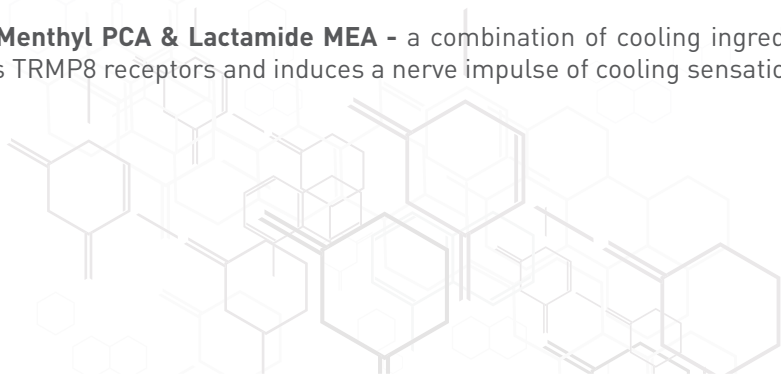 Menthyl PCA & Lactamide MEA - a combination of cooling ingred
s TRMP8 receptors and induces a nerve impulse of cooling sensatio